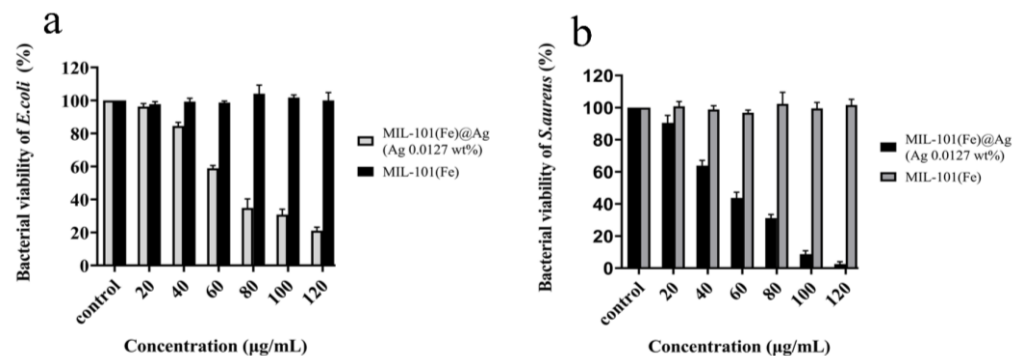 a
Bacterial viability of E.coli (%)
120
100
80
60
40
20
0
control
20
40
60
80
100
120
Concentration (μg/mL)
MIL-101(Fe)@Ag
(Ag 0.0127 wt%)
MIL-101(Fe)
b
Bacterial viability of S.aureus (%)
120
100
80
60
40
20
0
control
20
40
60
80
100
120
Concentration (μg/mL)
MIL-101(Fe)@Ag
(Ag 0.0127 wt%)
MIL-101(Fe)